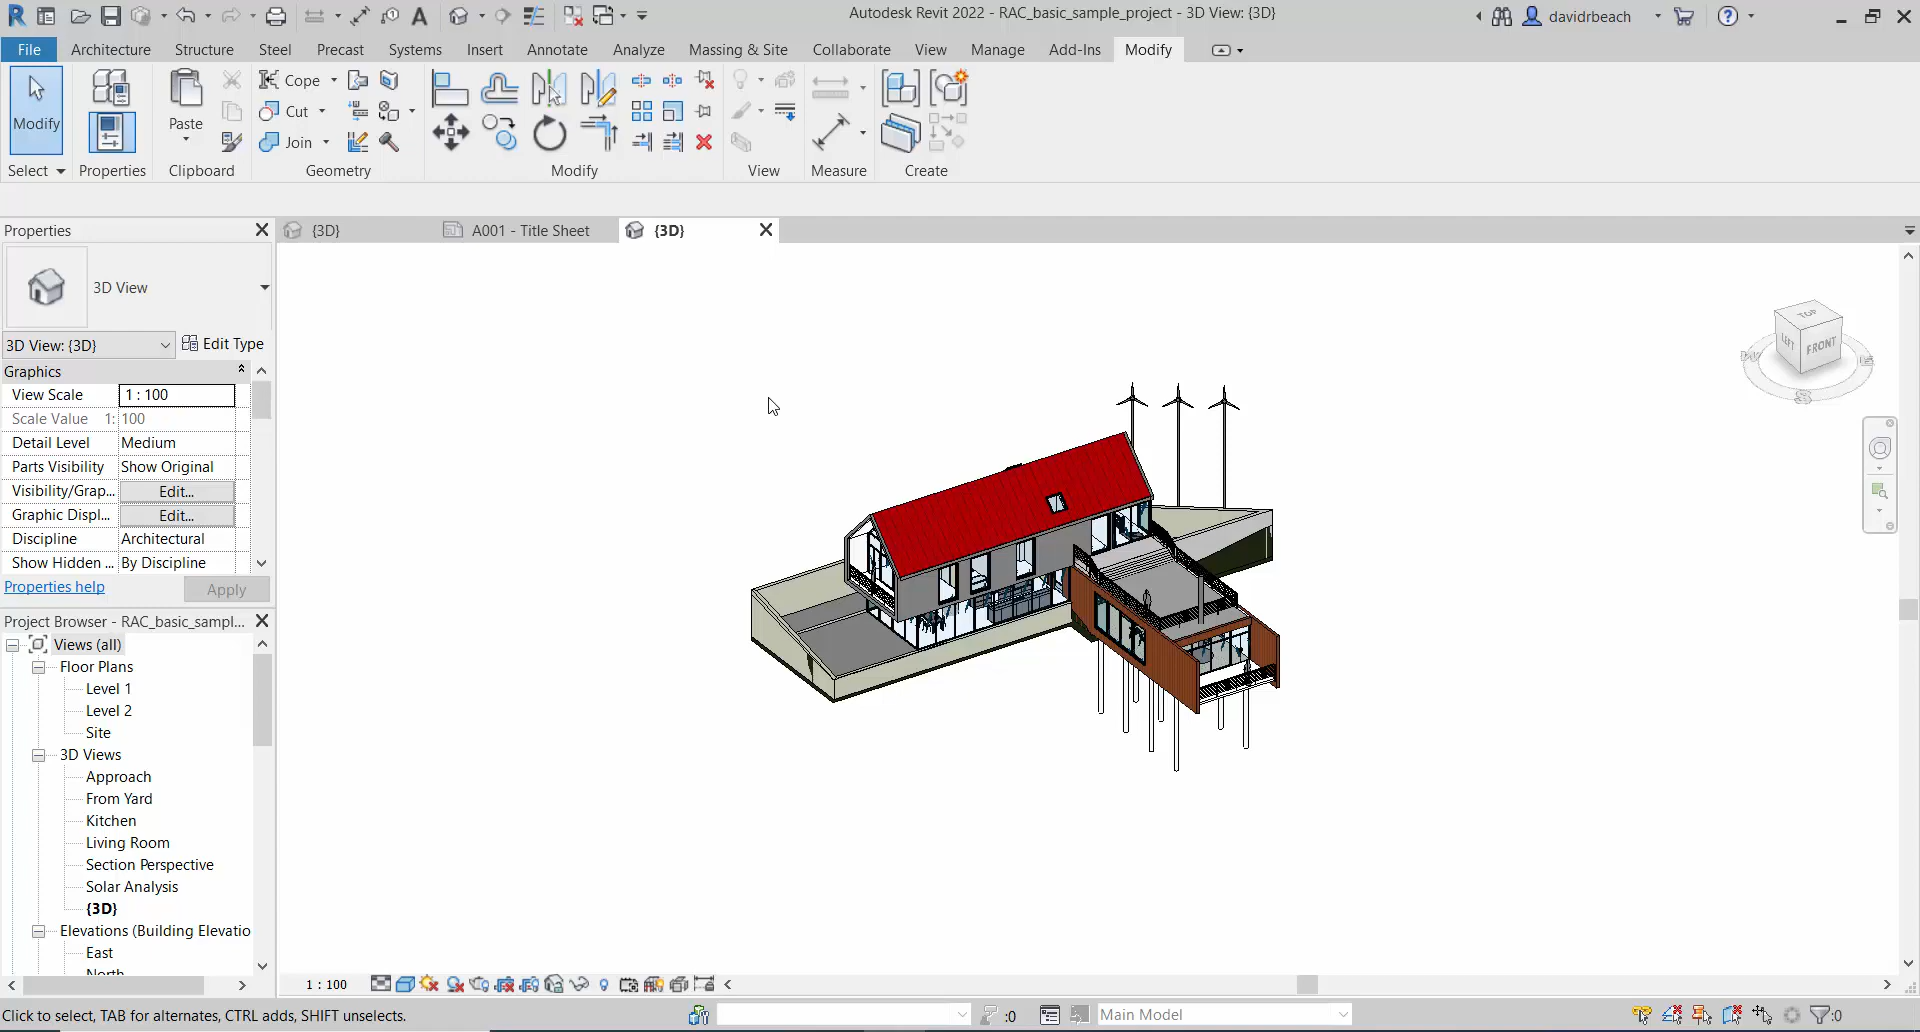 Autodesk Revit 2022 - RAC_basic_sample_project - 3D View: {3D}
davidrbeach
File Architecture Structure Steel Precast Systems Insert Annotate Analyze Massing & Site Collaborate View Manage Add-Ins Modify
Modify
Paste
Cope
Cut
Join
Select Properties Clipboard Geometry Modify View Measure Create
Properties
{3D} A001 - Title Sheet {3D}
3D View
3D View: {3D} Edit Type
Graphics
View Scale 1 : 100
Scale Value 1: 100
Detail Level Medium
Parts Visibility Show Original
Visibility/Grap... Edit...
Graphic Displ... Edit...
Discipline Architectural
Show Hidden ... By Discipline
Properties help Apply
TOP
LEFT FRONT
S
Project Browser - RAC_basic_sampl...
Views (all)
Floor Plans
Level 1
Level 2
Site
3D Views
Approach
From Yard
Kitchen
Living Room
Section Perspective
Solar Analysis
{3D}
Elevations (Building Elevatio
East
North
1 : 100
Click to select, TAB for alternates, CTRL adds, SHIFT unselects.
:0
Main Model
:0